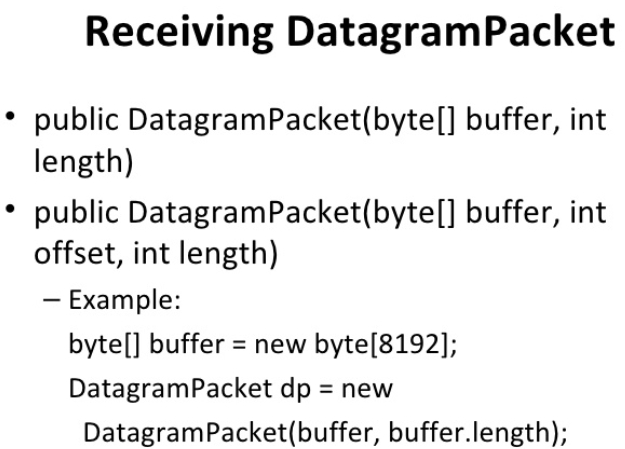 Receiving DatagramPacket
• public DatagramPacket(byte[] buffer, int
length)
• public DatagramPacket(byte[] buffer, int
offset, int length)
– Example:
byte[] buffer = new byte[8192];
DatagramPacket dp = new
DatagramPacket(buffer, buffer.length);